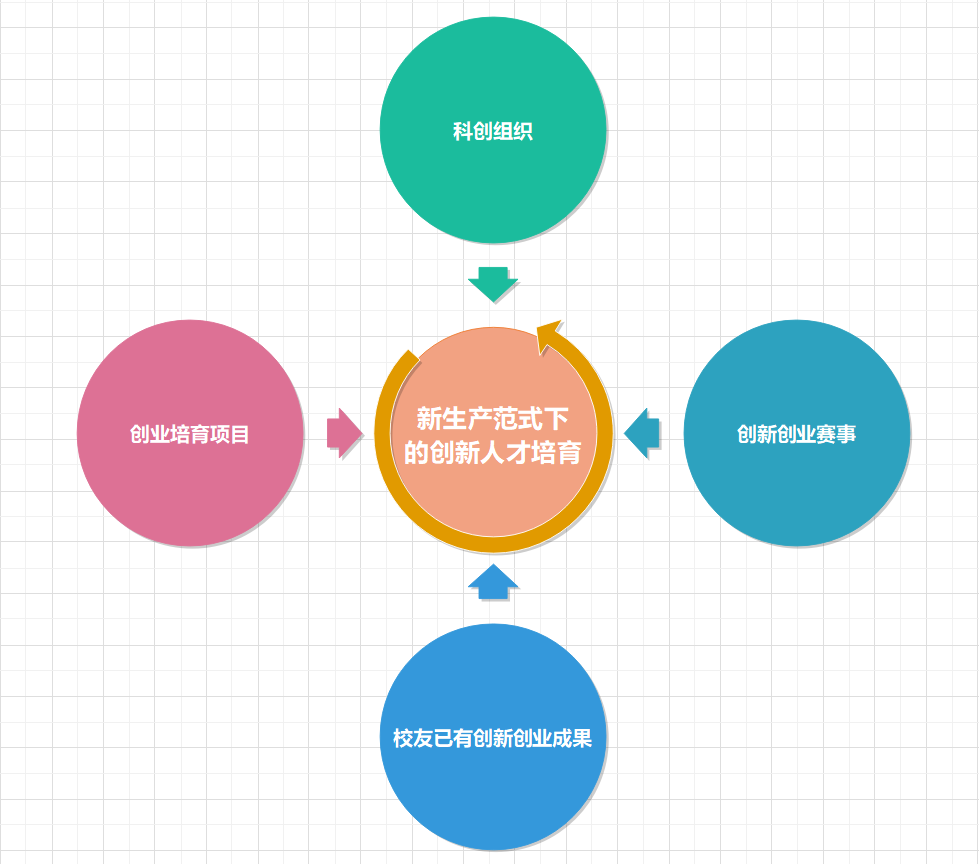 科创组织
创业培育项目
新生产范式下
的创新人才培育
创新创业赛事
校友已有创新创业成果